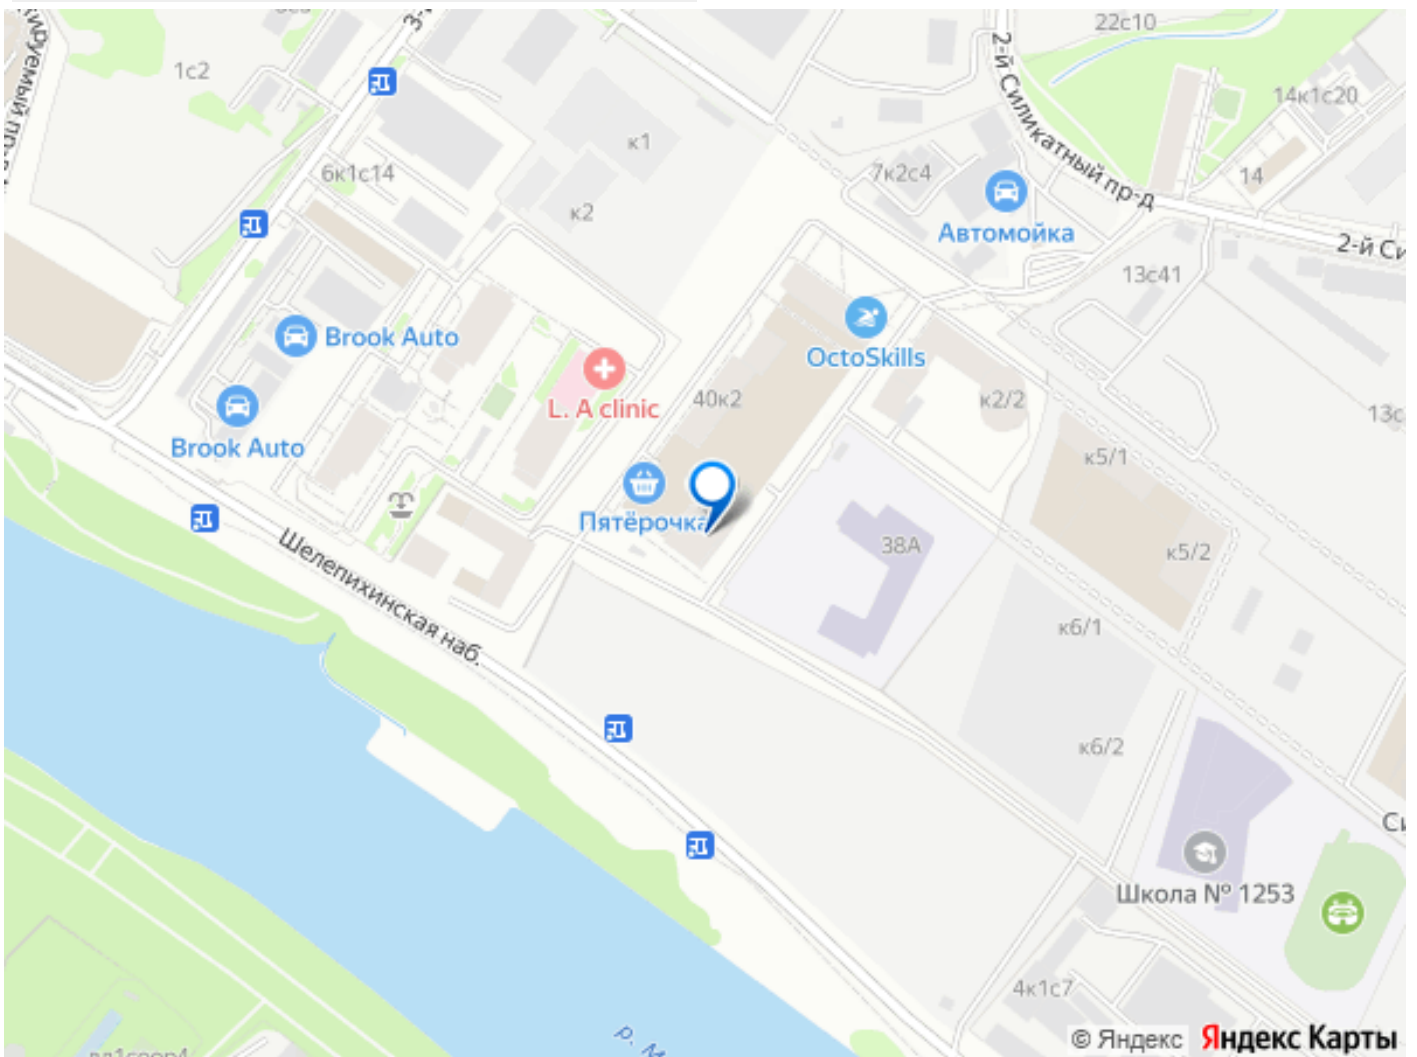 22с10
1с2
2-й Силикатный пр-д
14к1с20
к1
6к1с14
7к2с4
14
к2
Автомойка
2-й Си
13с41
Brook Auto
OctoSkills
L. A clinic
40к2
к2/2
13с
Brook Auto
к5/1
Пятёрочка
38А
к5/2
Шелепихинская наб.
к6/1
к6/2
Си
Школа № 1253
4к1с7
р. М
© Яндекс Яндекс Карты